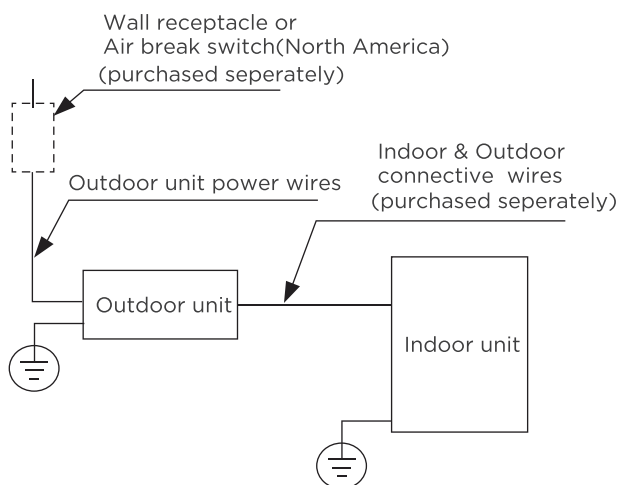 Wall receptacle or
Air break switch(North America)
(purchased seperately)
Indoor & Outdoor
connective wires
(purchased seperately)
Outdoor unit power wires
Outdoor unit
Indoor unit